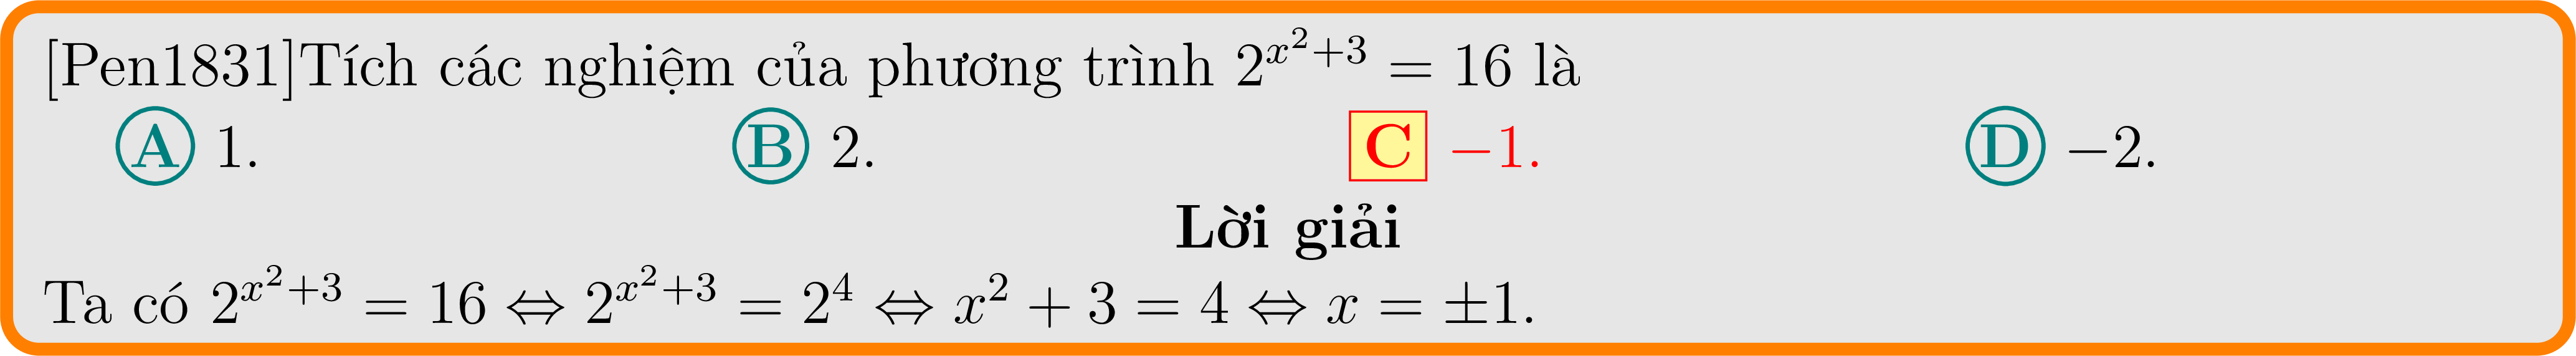 [Pen1831]Tích các nghiệm của phương trình $2^{x^2+3} = 16$ là
A 1. B 2. C −1. D −2.
Lời giải
Ta có $2^{x^2+3} = 16 \Leftrightarrow 2^{x^2+3} = 2^4 \Leftrightarrow x^2 + 3 = 4 \Leftrightarrow x = \pm 1$.